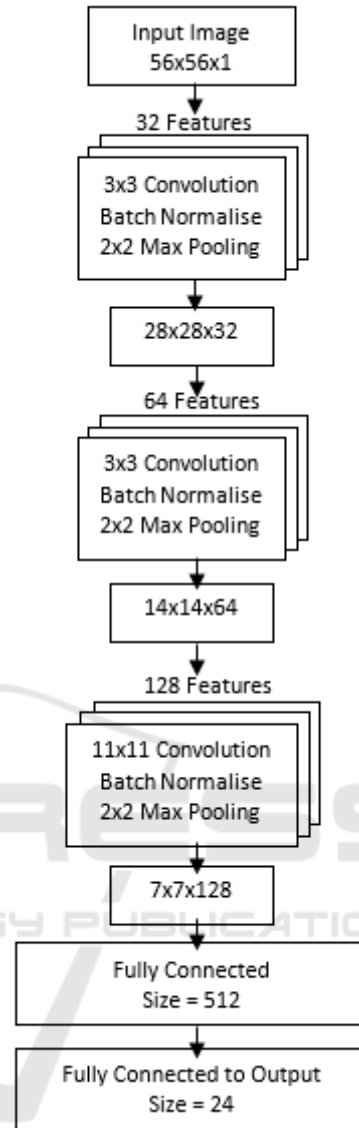 Input Image
56x56x1
32 Features
3x3 Convolution
Batch Normalise
2x2 Max Pooling
28x28x32
64 Features
3x3 Convolution
Batch Normalise
2x2 Max Pooling
14x14x64
128 Features
11x11 Convolution
Batch Normalise
2x2 Max Pooling
7x7x128
Fully Connected
Size = 512
Fully Connected to Output
Size = 24